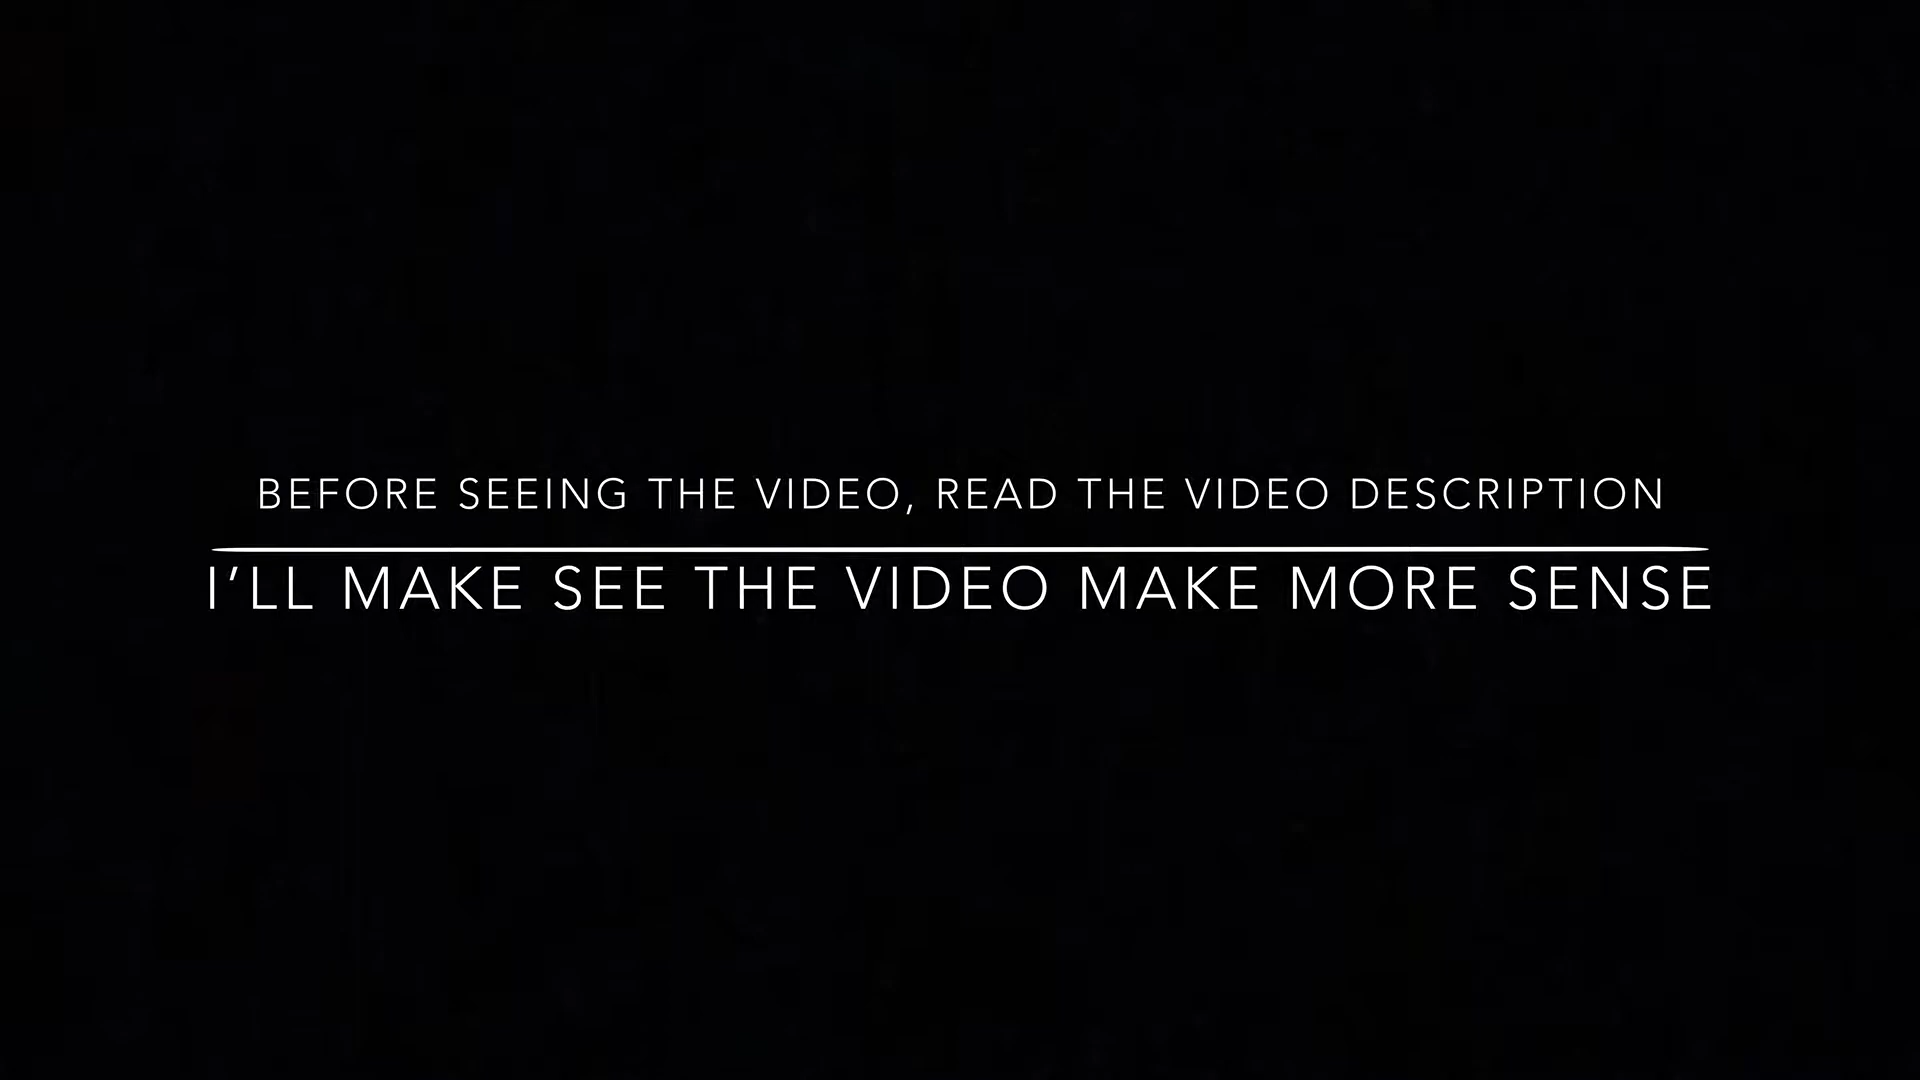 BEFORE SEEING THE VIDEO, READ THE VIDEO DESCRIPTION
I’LL MAKE SEE THE VIDEO MAKE MORE SENSE